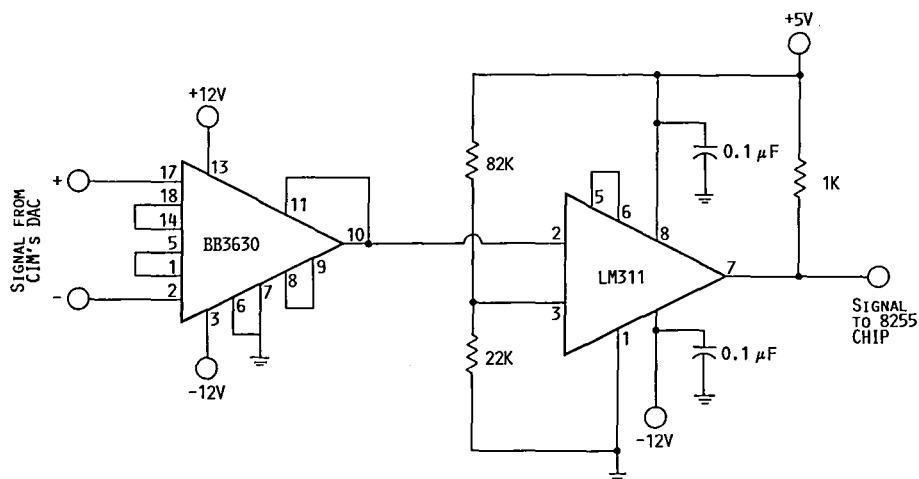 +5V
+12V
82K
0.1 µF
1K
13
+
17
18
14
5
1
2
-
SIGNAL FROM
CIM's DAC
BB3630
11
10
9
8
7
6
3
-12V
5
6
8
2
LM311
7
3
1
22K
0.1 µF
-12V
SIGNAL
TO 8255
CHIP